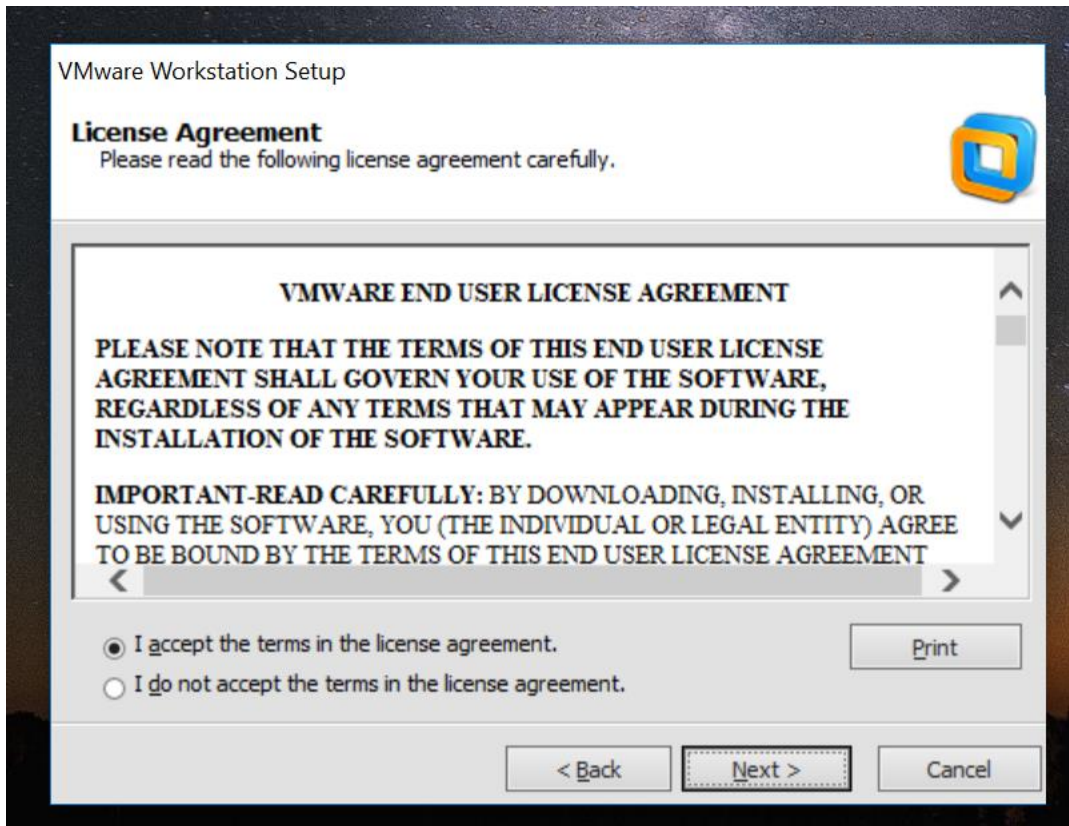 VMware Workstation Setup
License Agreement
Please read the following license agreement carefully.
VMWARE END USER LICENSE AGREEMENT
PLEASE NOTE THAT THE TERMS OF THIS END USER LICENSE
AGREEMENT SHALL GOVERN YOUR USE OF THE SOFTWARE,
REGARDLESS OF ANY TERMS THAT MAY APPEAR DURING THE
INSTALLATION OF THE SOFTWARE.
IMPORTANT-READ CAREFULLY: BY DOWNLOADING, INSTALLING, OR
USING THE SOFTWARE, YOU (THE INDIVIDUAL OR LEGAL ENTITY) AGREE
TO BE BOUND BY THE TERMS OF THIS END USER LICENSE AGREEMENT
I accept the terms in the license agreement.
Print
I do not accept the terms in the license agreement.
< Back Next > Cancel